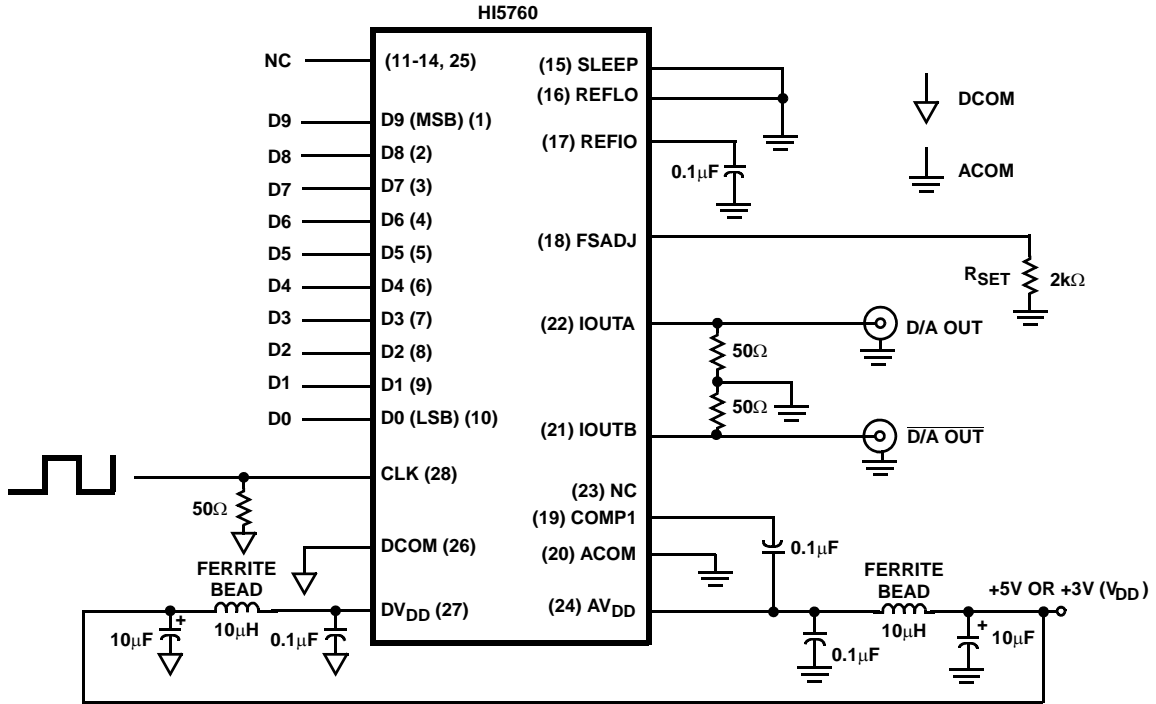 HI5760
NC
(11-14, 25)
D9
D9 (MSB) (1)
D8
D8 (2)
D7
D7 (3)
D6
D6 (4)
D5
D5 (5)
D4
D4 (6)
D3
D3 (7)
D2
D2 (8)
D1
D1 (9)
D0
D0 (LSB) (10)
CLK (28)
50Ω
DCOM (26)
FERRITE
BEAD
10μH
DVDD (27)
10μF
+
0.1μF
(15) SLEEP
(16) REFLO
(17) REFIO
0.1μF
(18) FSADJ
RSET
2kΩ
(22) IOUTA
50Ω
D/A OUT
50Ω
(21) IOUTB
D/A OUT
(23) NC
(19) COMP1
0.1μF
(20) ACOM
(24) AVDD
0.1μF
FERRITE
BEAD
10μH
+
10μF
+5V OR +3V (VDD)
DCOM
ACOM